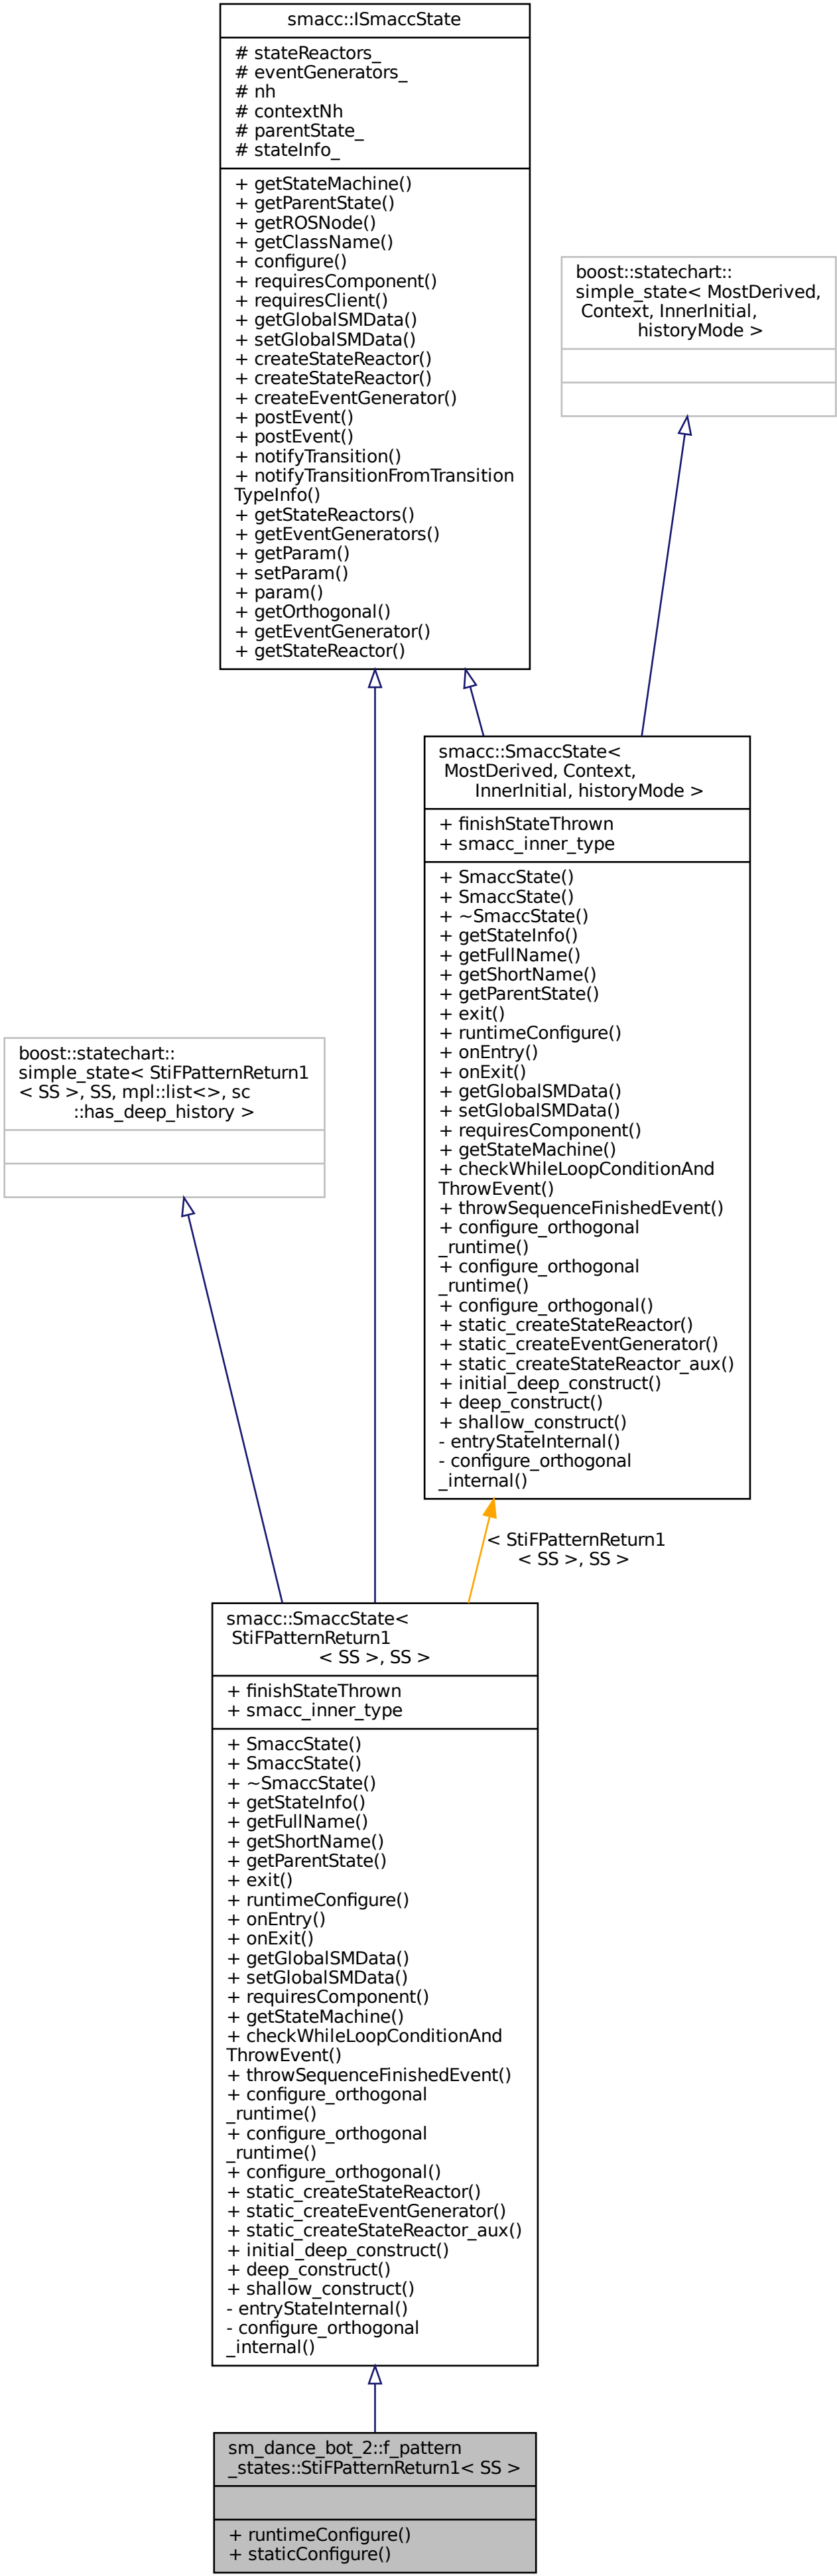 smacc::ISmaccState
# stateReactors_
# eventGenerators_
# nh
# contextNh
# parentState_
# stateInfo_
+ getStateMachine()
+ getParentState()
+ getROSNode()
+ getClassName()
+ configure()
+ requiresComponent()
+ requiresClient()
+ getGlobalSMData()
+ setGlobalSMData()
+ createStateReactor()
+ createStateReactor()
+ createEventGenerator()
+ postEvent()
+ postEvent()
+ notifyTransition()
+ notifyTransitionFromTransition
TypeInfo()
+ getStateReactors()
+ getEventGenerators()
+ getParam()
+ setParam()
+ param()
+ getOrthogonal()
+ getEventGenerator()
+ getStateReactor()
boost::statechart::
simple_state< MostDerived,
Context, InnerInitial,
historyMode >
smacc::SmaccState<
MostDerived, Context,
InnerInitial, historyMode >
+ finishStateThrown
+ smacc_inner_type
+ SmaccState()
+ SmaccState()
+ ~SmaccState()
+ getStateInfo()
+ getFullName()
+ getShortName()
+ getParentState()
+ exit()
+ runtimeConfigure()
+ onEntry()
+ onExit()
+ getGlobalSMData()
+ setGlobalSMData()
+ requiresComponent()
+ getStateMachine()
+ checkWhileLoopConditionAnd
ThrowEvent()
+ throwSequenceFinishedEvent()
+ configure_orthogonal
_runtime()
+ configure_orthogonal
_runtime()
+ configure_orthogonal()
+ static_createStateReactor()
+ static_createEventGenerator()
+ static_createStateReactor_aux()
+ initial_deep_construct()
+ deep_construct()
+ shallow_construct()
- entryStateInternal()
- configure_orthogonal
_internal()
boost::statechart::
simple_state< StiFPatternReturn1
< SS >, SS, mpl::list<>, sc
::has_deep_history >
< StiFPatternReturn1
< SS >, SS >
smacc::SmaccState<
StiFPatternReturn1
< SS >, SS >
+ finishStateThrown
+ smacc_inner_type
+ SmaccState()
+ SmaccState()
+ ~SmaccState()
+ getStateInfo()
+ getFullName()
+ getShortName()
+ getParentState()
+ exit()
+ runtimeConfigure()
+ onEntry()
+ onExit()
+ getGlobalSMData()
+ setGlobalSMData()
+ requiresComponent()
+ getStateMachine()
+ checkWhileLoopConditionAnd
ThrowEvent()
+ throwSequenceFinishedEvent()
+ configure_orthogonal
_runtime()
+ configure_orthogonal
_runtime()
+ configure_orthogonal()
+ static_createStateReactor()
+ static_createEventGenerator()
+ static_createStateReactor_aux()
+ initial_deep_construct()
+ deep_construct()
+ shallow_construct()
- entryStateInternal()
- configure_orthogonal
_internal()
sm_dance_bot_2::f_pattern
_states::StiFPatternReturn1< SS >
+ runtimeConfigure()
+ staticConfigure()